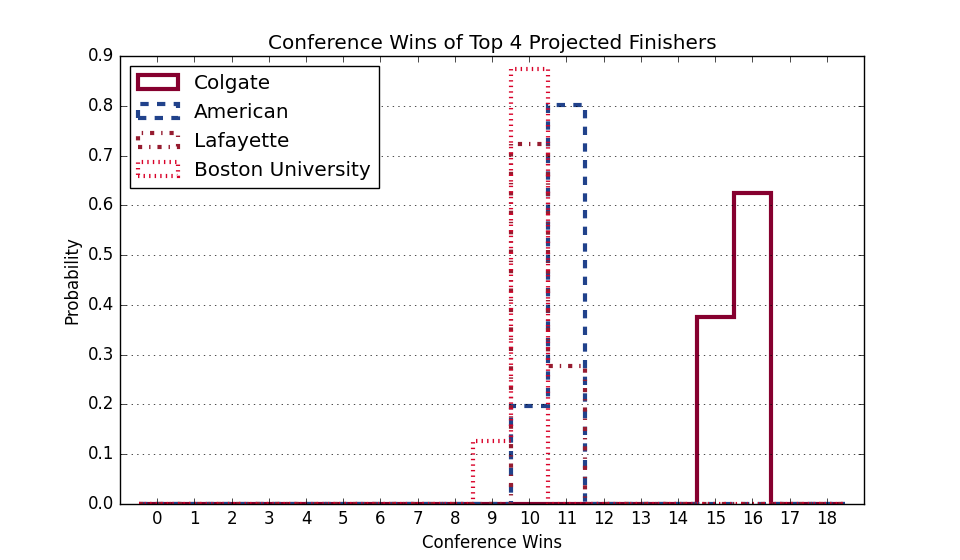 Conference Wins of Top 4 Projected Finishers
Colgate
American
Lafayette
Boston University
Probability
0.9
0.8
0.7
0.6
0.5
0.4
0.3
0.2
0.1
0.0
0 1 2 3 4 5 6 7 8 9 10 11 12 13 14 15 16 17 18
Conference Wins